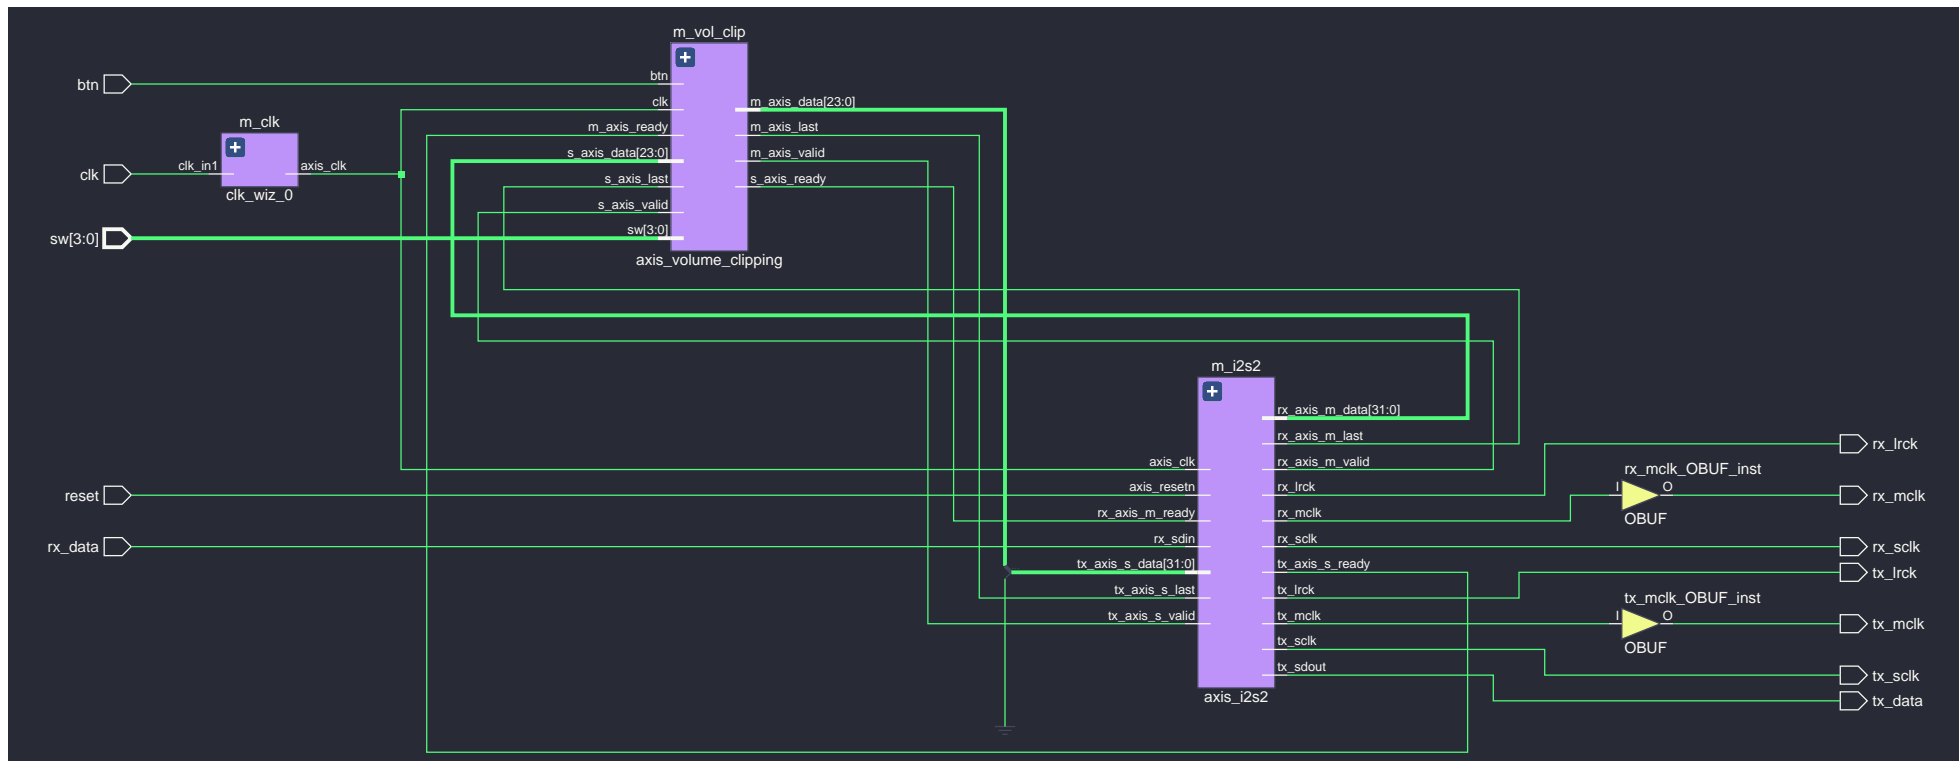 m_vol_clip
btn
btn
clk
m_axis_data[23:0]
m_clk
m_axis_ready
m_axis_last
s_axis_data[23:0]
m_axis_valid
clk
clk_in1
axis_clk
s_axis_last
s_axis_ready
clk_wiz_0
s_axis_valid
sw[3:0]
sw[3:0]
axis_volume_clipping
m_i2s2
rx_axis_m_data[31:0]
rx_axis_m_last
rx_lrck
axis_clk
rx_axis_m_valid
rx_mclk_OBUF_inst
reset
axis_resetn
rx_lrck
I
O
rx_mclk
rx_axis_m_ready
rx_mclk
OBUF
rx_data
rx_sdin
rx_sclk
rx_sclk
tx_axis_s_data[31:0]
tx_axis_s_ready
tx_lrck
tx_axis_s_last
tx_lrck
tx_mclk_OBUF_inst
tx_axis_s_valid
tx_mclk
I
O
tx_mclk
tx_sclk
OBUF
tx_sdout
tx_sclk
axis_i2s2
tx_data